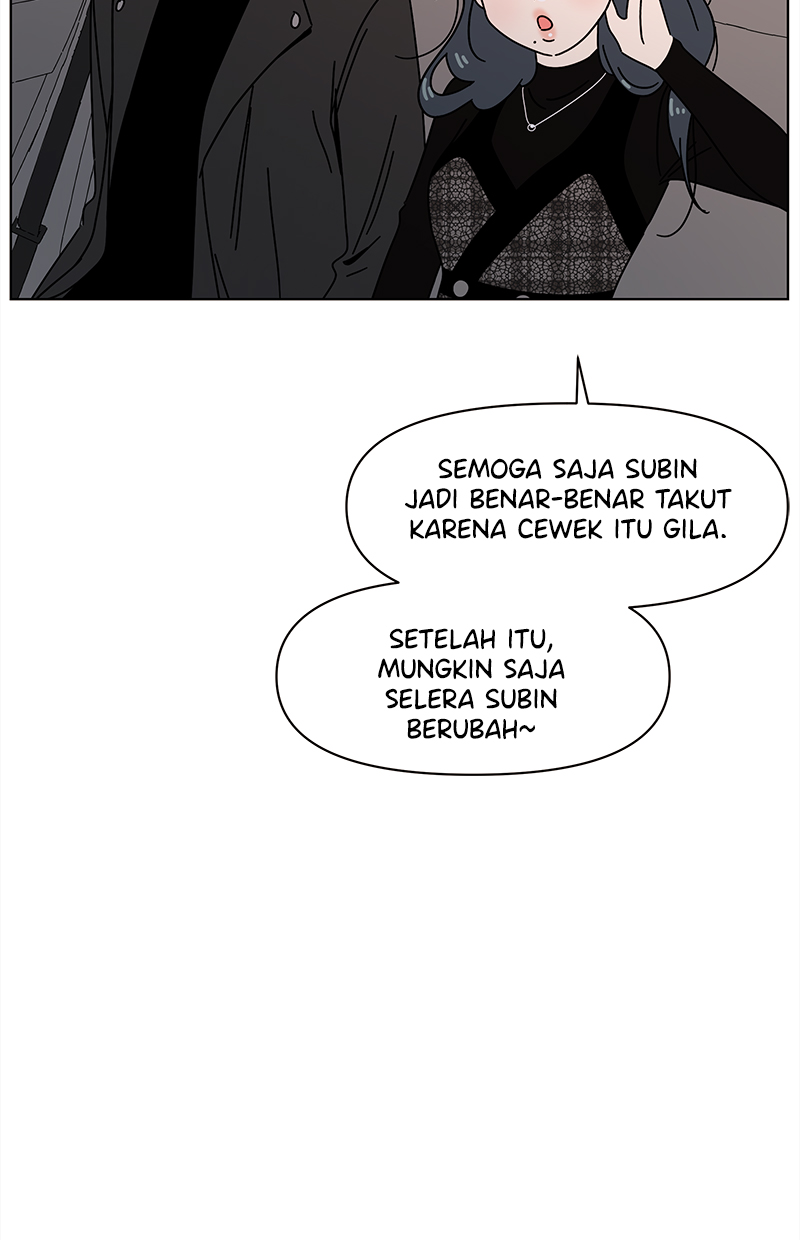 SEMOGA SAJA SUBIN
JADI BENAR-BENAR TAKUT
KARENA CEWEK ITU GILA.
SETELAH ITU,
MUNGKIN SAJA
SELERA SUBIN
BERUBAH~